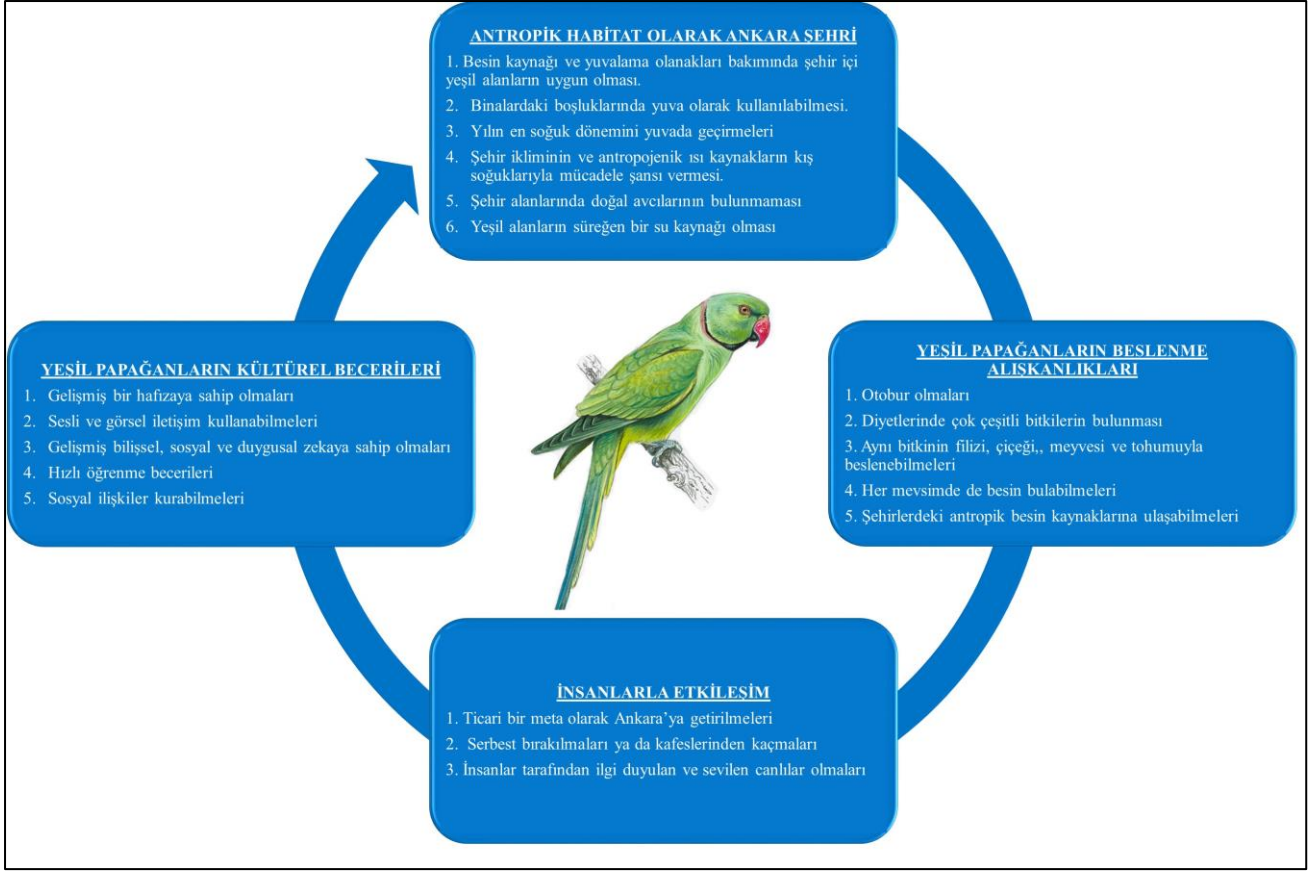 ANTROPİK HABİTAT OLARAK ANKARA ŞEHRİ
1. Besin kaynağı ve yuvalama olanakları bakımında şehir içi
yeşil alanların uygun olması.
2. Binalardaki boşluklarında yuva olarak kullanılabilmesi.
3. Yılın en soğuk dönemini yuvada geçirmeleri
4. Şehir ikliminin ve antropojenik ısı kaynakların kış
soğuklarıyla mücadele şansı vermesi.
5. Şehir alanlarında doğal avcılarının bulunmaması
6. Yeşil alanların süreğen bir su kaynağı olması
YEŞİL PAPAĞANLARIN BESLENME
ALIŞKANLIKLARI
1. Otobur olmaları
2. Diyetlerinde çok çeşitli bitkilerin bulunması
3. Aynı bitkinin filizi, çiçeği,, meyvesi ve tohumuyla
beslenebilmeleri
4. Her mevsimde de besin bulabilmeleri
5. Şehirlerdeki antropik besin kaynaklarına ulaşabilmeleri
İNSANLARLA ETKİLEŞİM
1. Ticari bir meta olarak Ankara’ya getirilmeleri
2. Serbest bırakılmaları ya da kafeslerinden kaçmaları
3. İnsanlar tarafından ilgi duyulan ve sevilen canlılar olmaları
YEŞİL PAPAĞANLARIN KÜLTÜREL BECERİLERİ
1. Gelişmiş bir hafızaya sahip olmaları
2. Sesli ve görsel iletişim kullanabilmeleri
3. Gelişmiş bilişsel, sosyal ve duygusal zekaya sahip olmaları
4. Hızlı öğrenme becerileri
5. Sosyal ilişkiler kurabilmeleri